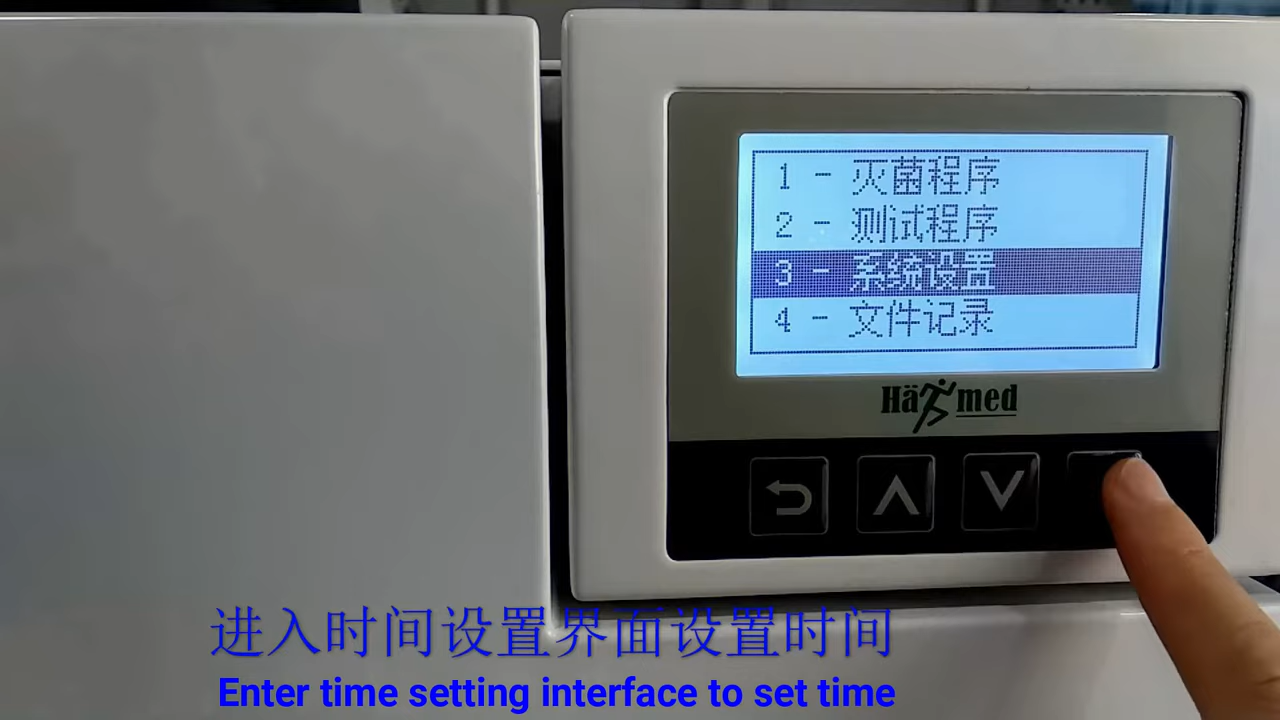 1 - 灭菌程序
2 - 测试程序
3 - 系统设置
4 - 文件记录
Hä med
进入时间设置界面设置时间
Enter time setting interface to set time